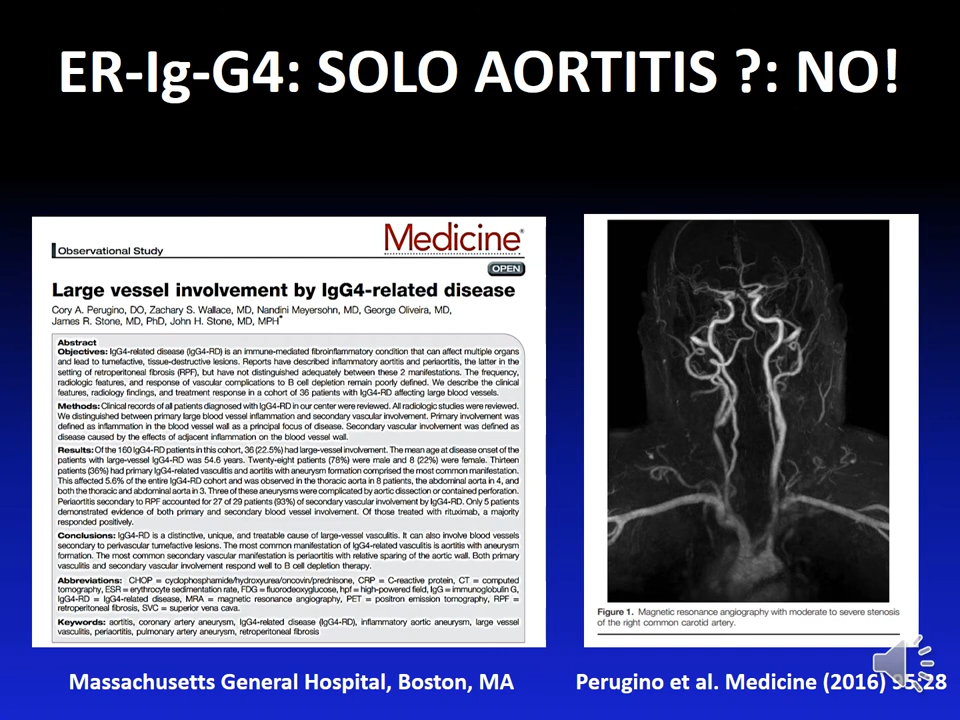 ER-Ig-G4: SOLO AORTITIS ?: NO!
Observational Study
Medicine®
OPEN
Large vessel involvement by IgG4-related disease
Cory A. Perugino, DO, Zachary S. Wallace, MD, Nandini Meyersohn, MD, George Oliveira, MD,
James R. Stone, MD, PhD, John H. Stone, MD, MPH*
Abstract
Objectives: IgG4-related disease (IgG4-RD) is an immune-mediated fibroinflammatory condition that can affect multiple organs
and lead to tumefactive, tissue-destructive lesions. Reports have described inflammatory aortitis and periaortitis, the latter in the
setting of retroperitoneal fibrosis (RPF), but have not distinguished adequately between these 2 manifestations. The frequency,
radiologic features, and response of vascular complications to B cell depletion remain poorly defined. We describe the clinical
features, radiology findings, and treatment response in a cohort of 36 patients with IgG4-RD affecting large blood vessels.
Methods: Clinical records of all patients diagnosed with IgG4-RD in our center were reviewed. All radiologic studies were reviewed.
We distinguished between primary large blood vessel inflammation and secondary vascular involvement. Primary involvement was
defined as inflammation in the blood vessel wall as a principal focus of disease. Secondary vascular involvement was defined as
disease caused by the effects of adjacent inflammation on the blood vessel wall.
Results: Of the 160 IgG4-RD patients in this cohort, 36 (22.5%) had large-vessel involvement. The mean age at disease onset of the
patients with large-vessel IgG4-RD was 54.6 years. Twenty-eight patients (78%) were male and 8 (22%) were female. Thirteen
patients (36%) had primary IgG4-related vasculitis and aortitis with aneurysm formation comprised the most common manifestation.
This affected 5.6% of the entire IgG4-RD cohort and was observed in the thoracic aorta in 8 patients, the abdominal aorta in 4, and
both the thoracic and abdominal aorta in 3. Three of these aneurysms were complicated by aortic dissection or contained perforation.
Periaortitis secondary to RPF accounted for 27 of 29 patients (93%) of secondary vascular involvement by IgG4-RD. Only 5 patients
demonstrated evidence of both primary and secondary blood vessel involvement. Of those treated with rituximab, a majority
responded positively.
Conclusions: IgG4-RD is a distinctive, unique, and treatable cause of large-vessel vasculitis. It can also involve blood vessels
secondary to perivascular tumefactive lesions. The most common manifestation of IgG4-related vasculitis is aortitis with aneurysm
formation. The most common secondary vascular manifestation is periaortitis with relative sparing of the aortic wall. Both primary
vasculitis and secondary vascular involvement respond well to B cell depletion therapy.
Abbreviations: CHOP = cyclophosphamide/hydroxyurea/oncovin/prednisone, CRP = C-reactive protein, CT = computed
tomography, ESR = erythrocyte sedimentation rate, FDG = fluorodeoxyglucose, hpf = high-powered field, IgG = immunoglobulin G,
IgG4-RD = IgG4-related disease, MRA = magnetic resonance angiography, PET = positron emission tomography, RPF =
retroperitoneal fibrosis, SVC = superior vena cava.
Keywords: aortitis, coronary artery aneurysm, IgG4-related disease (IgG4-RD), inflammatory aortic aneurysm, large vessel
vasculitis, periaortitis, pulmonary artery aneurysm, retroperitoneal fibrosis
Figure 1. Magnetic resonance angiography with moderate to severe stenosis
of the right common carotid artery.
Massachusetts General Hospital, Boston, MA
Perugino et al. Medicine (2016) 95:28